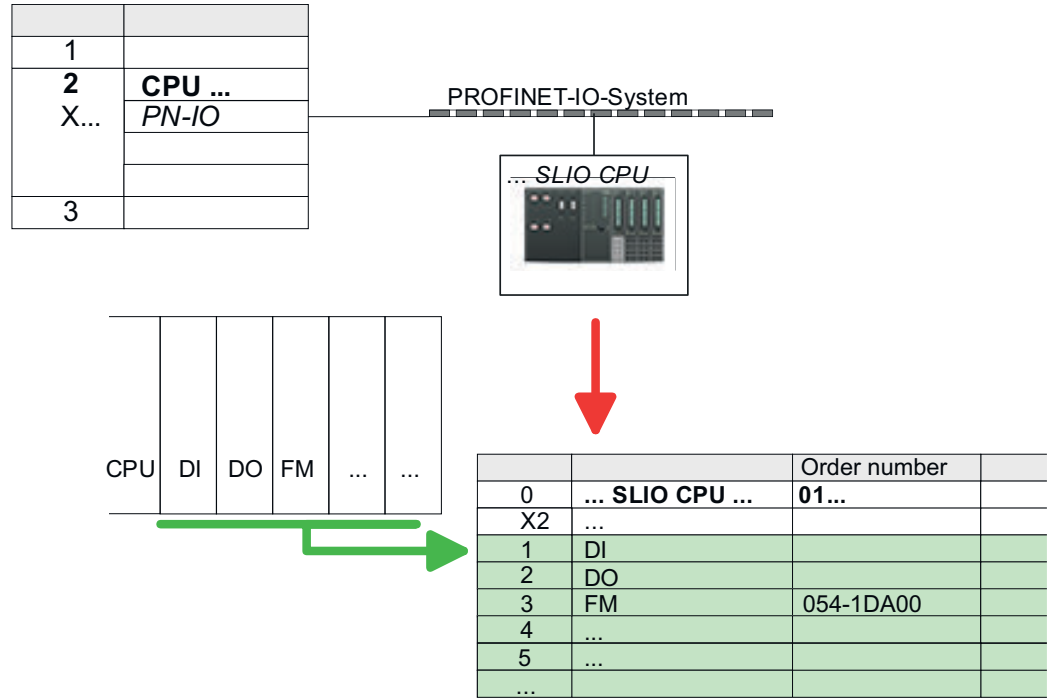 1
2 CPU ...
X... PN-IO
3
PROFINET-IO-System
... SLIO CPU
CPU DI DO FM ... ...
Order number
0 ... SLIO CPU ... 01...
X2 ...
1 DI
2 DO
3 FM 054-1DA00
4 ...
5 ...
...